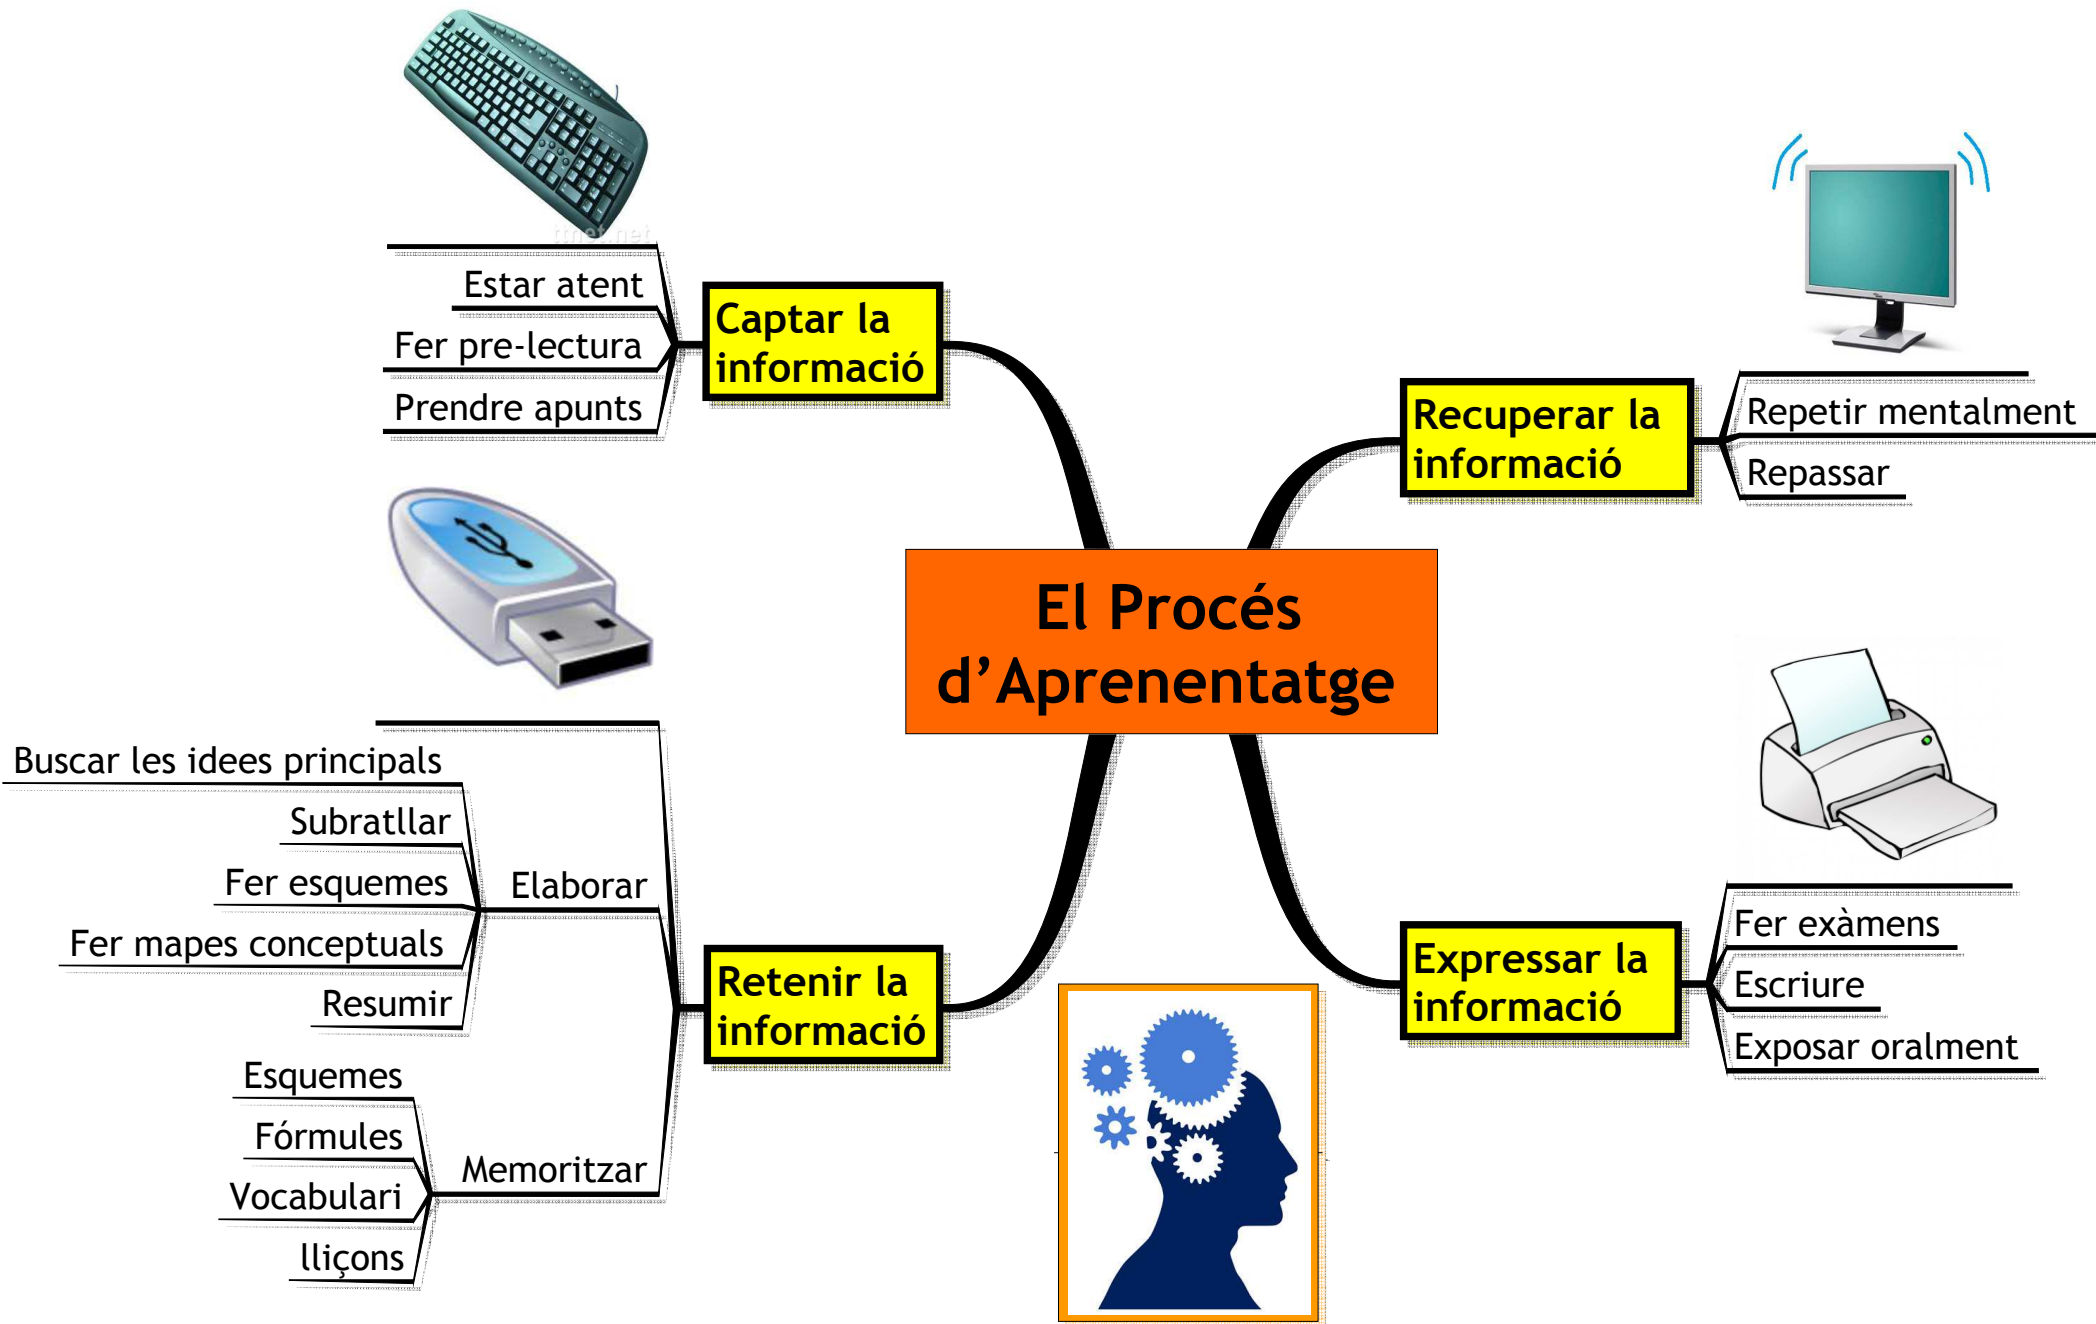 El Procés
d’Aprenentatge
Captar la
informació
Estar atent
Fer pre-lectura
Prendre apunts
Retenir la
informació
Elaborar
Buscar les idees principals
Subratllar
Fer esquemes
Fer mapes conceptuals
Resumir
Memoritzar
Esquemes
Fórmules
Vocabulari
lliçons
Recuperar la
informació
Repetir mentalment
Repassar
Expressar la
informació
Fer exàmens
Escriure
Exposar oralment